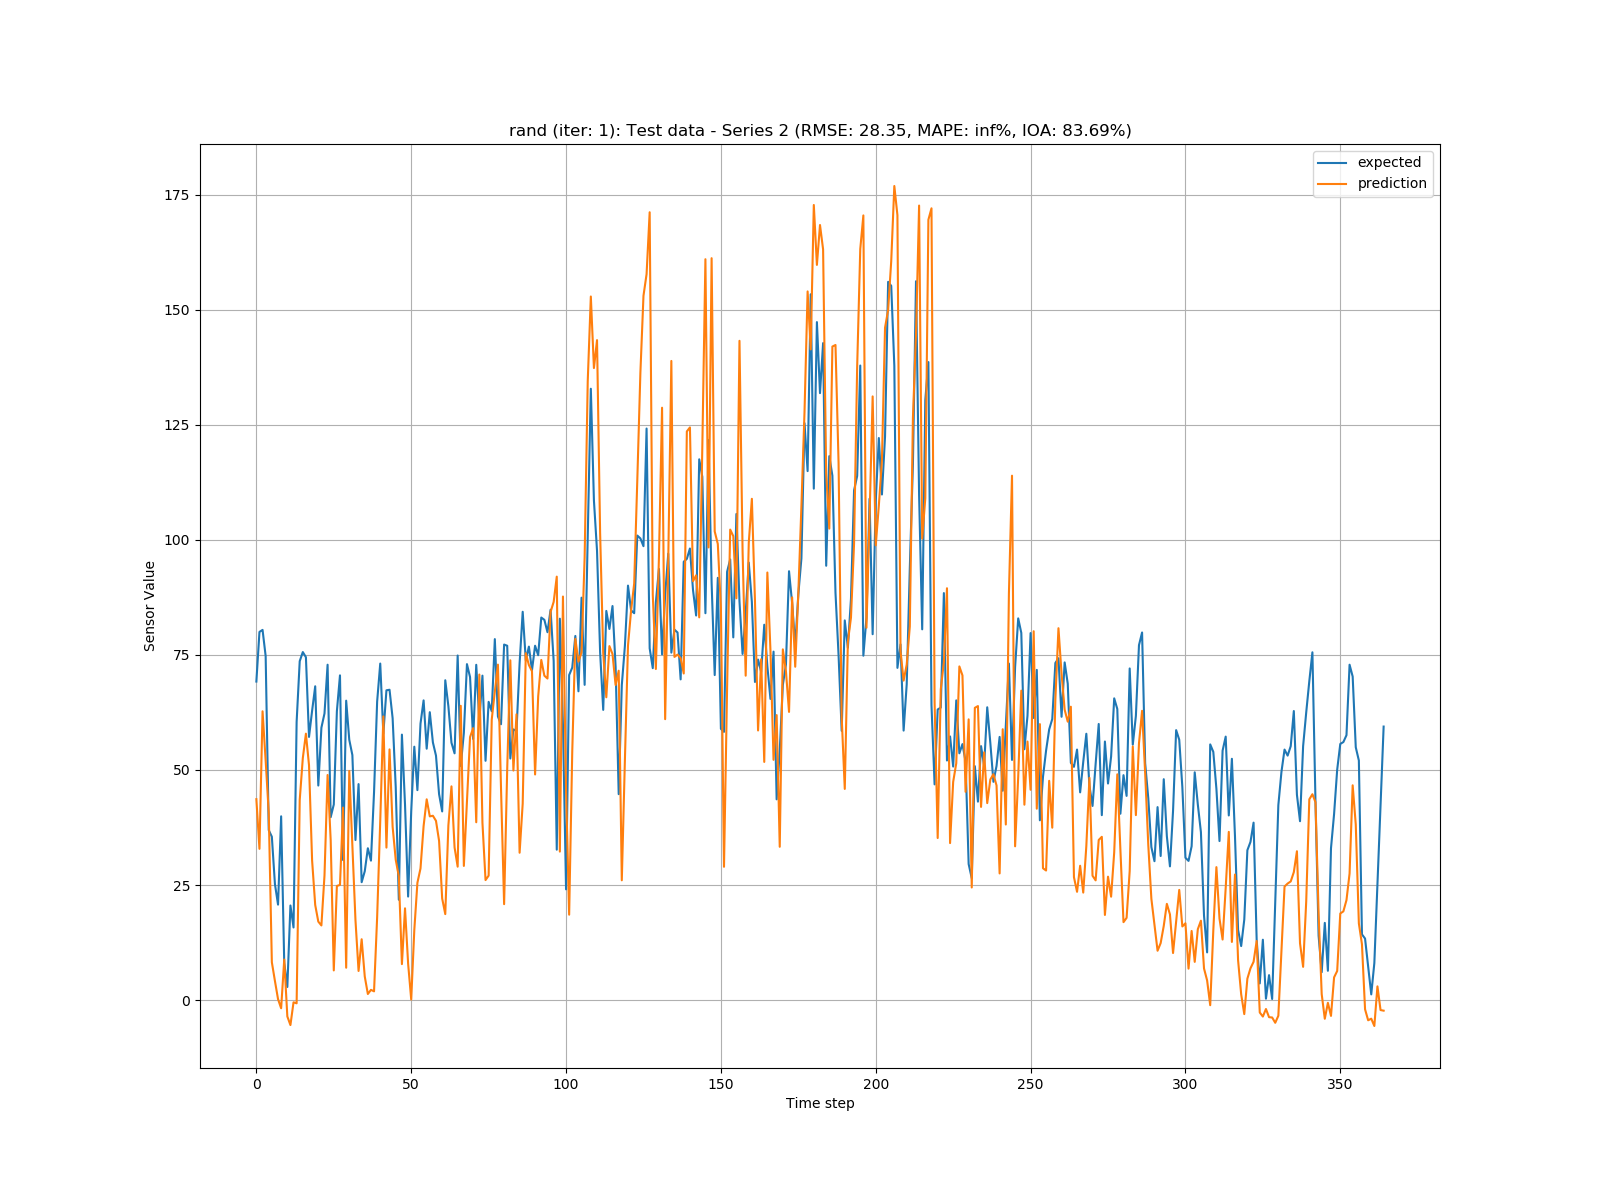 rand (iter: 1): Test data - Series 2 (RMSE: 28.35, MAPE: inf%, IOA: 83.69%)
expected
prediction
175
150
125
100
75
50
25
0
Sensor Value
0 50 100 150 200 250 300 350
Time step